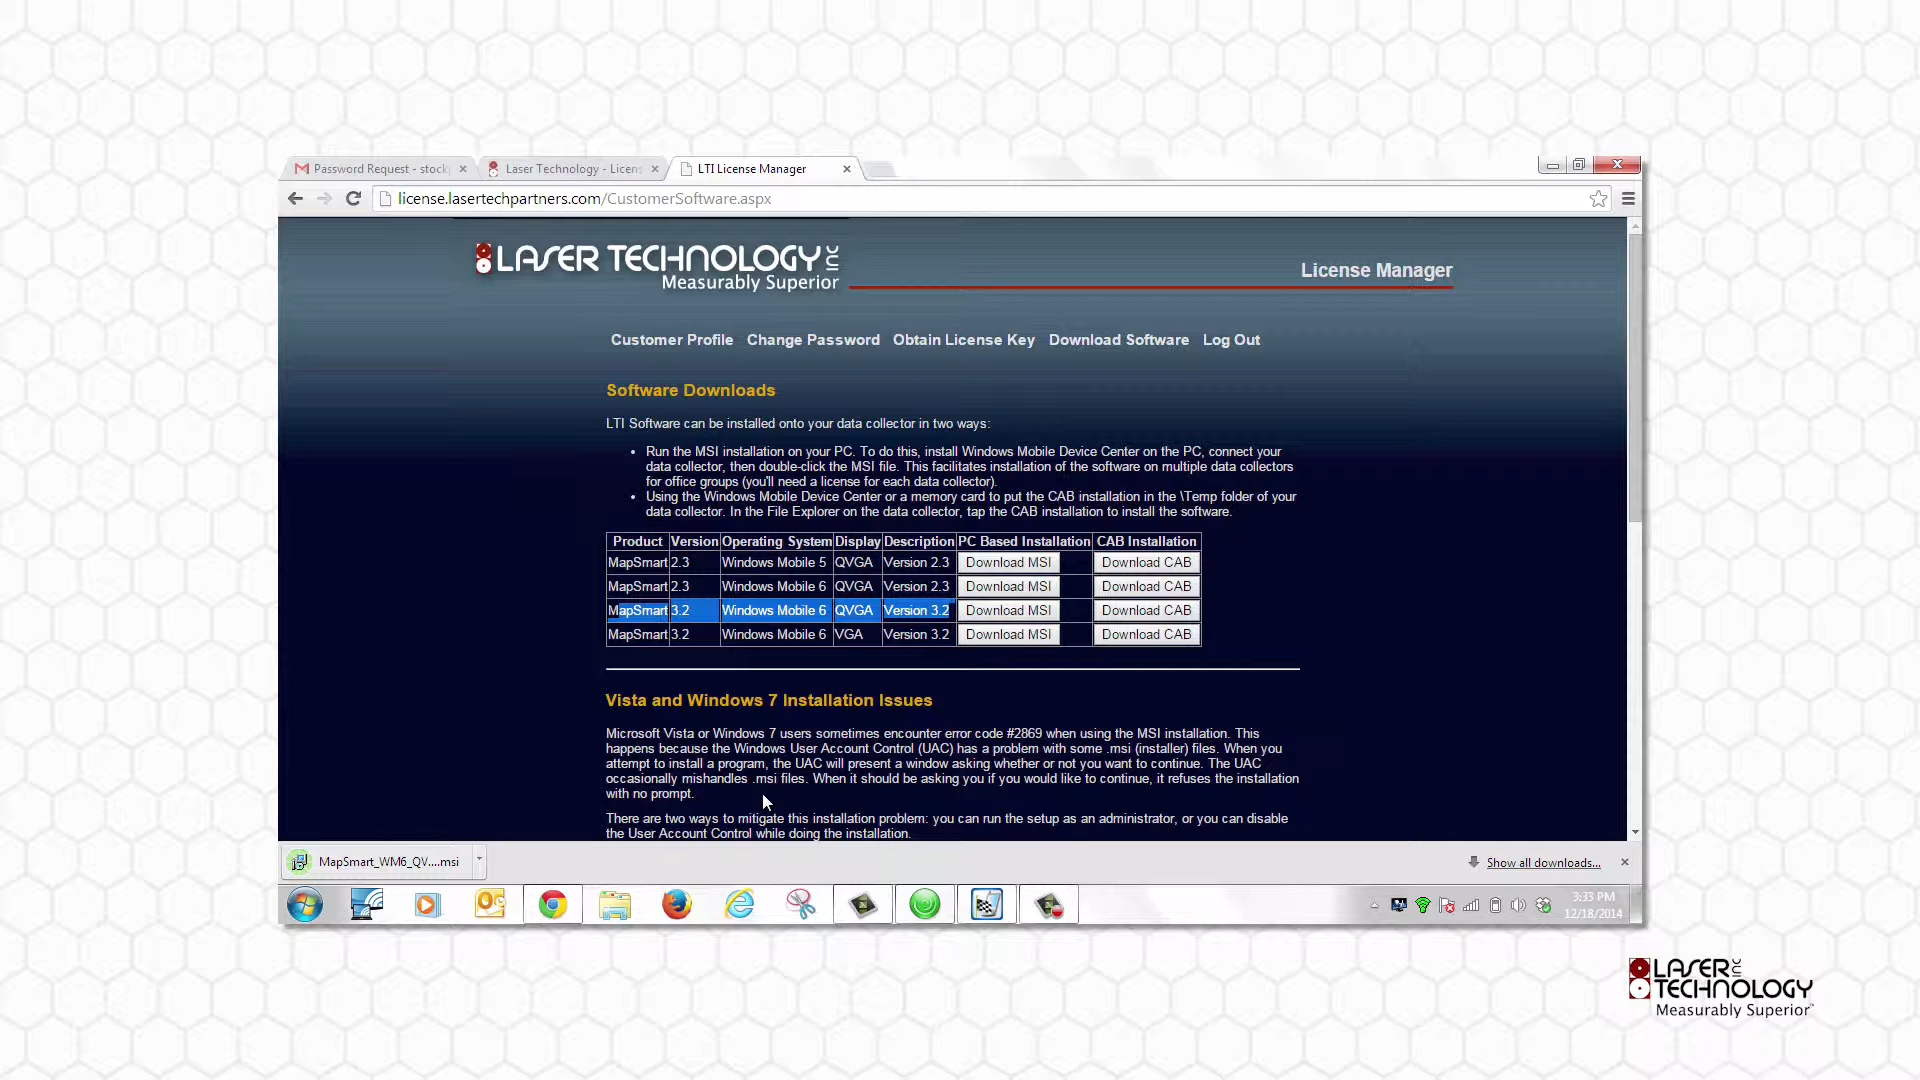 Password Request - stock
Laser Technology - Licens
LTI License Manager
license.lasertechpartners.com/CustomerSoftware.aspx
LASER TECHNOLOGY INC
Measurably Superior
License Manager
Customer Profile Change Password Obtain License Key Download Software Log Out
Software Downloads
LTI Software can be installed onto your data collector in two ways:
Run the MSI installation on your PC. To do this, install Windows Mobile Device Center on the PC, connect your
data collector, then double-click the MSI file. This facilitates installation of the software on multiple data collectors
for office groups (you'll need a license for each data collector).
Using the Windows Mobile Device Center or a memory card to put the CAB installation in the \Temp folder of your
data collector. In the File Explorer on the data collector, tap the CAB installation to install the software.
Product Version Operating System Display Description PC Based Installation CAB Installation
MapSmart 2.3 Windows Mobile 5 QVGA Version 2.3 Download MSI Download CAB
MapSmart 2.3 Windows Mobile 6 QVGA Version 2.3 Download MSI Download CAB
MapSmart 3.2 Windows Mobile 6 QVGA Version 3.2 Download MSI Download CAB
MapSmart 3.2 Windows Mobile 6 VGA Version 3.2 Download MSI Download CAB
Vista and Windows 7 Installation Issues
Microsoft Vista or Windows 7 users sometimes encounter error code #2869 when using the MSI installation. This
happens because the Windows User Account Control (UAC) has a problem with some .msi (installer) files. When you
attempt to install a program, the UAC will present a window asking whether or not you want to continue. The UAC
occasionally mishandles .msi files. When it should be asking you if you would like to continue, it refuses the installation
with no prompt.
There are two ways to mitigate this installation problem: you can run the setup as an administrator, or you can disable
the User Account Control while doing the installation.
MapSmart_WM6_QV....msi
Show all downloads...
3:33 PM
12/18/2014
LASER INC
TECHNOLOGY
Measurably Superior™